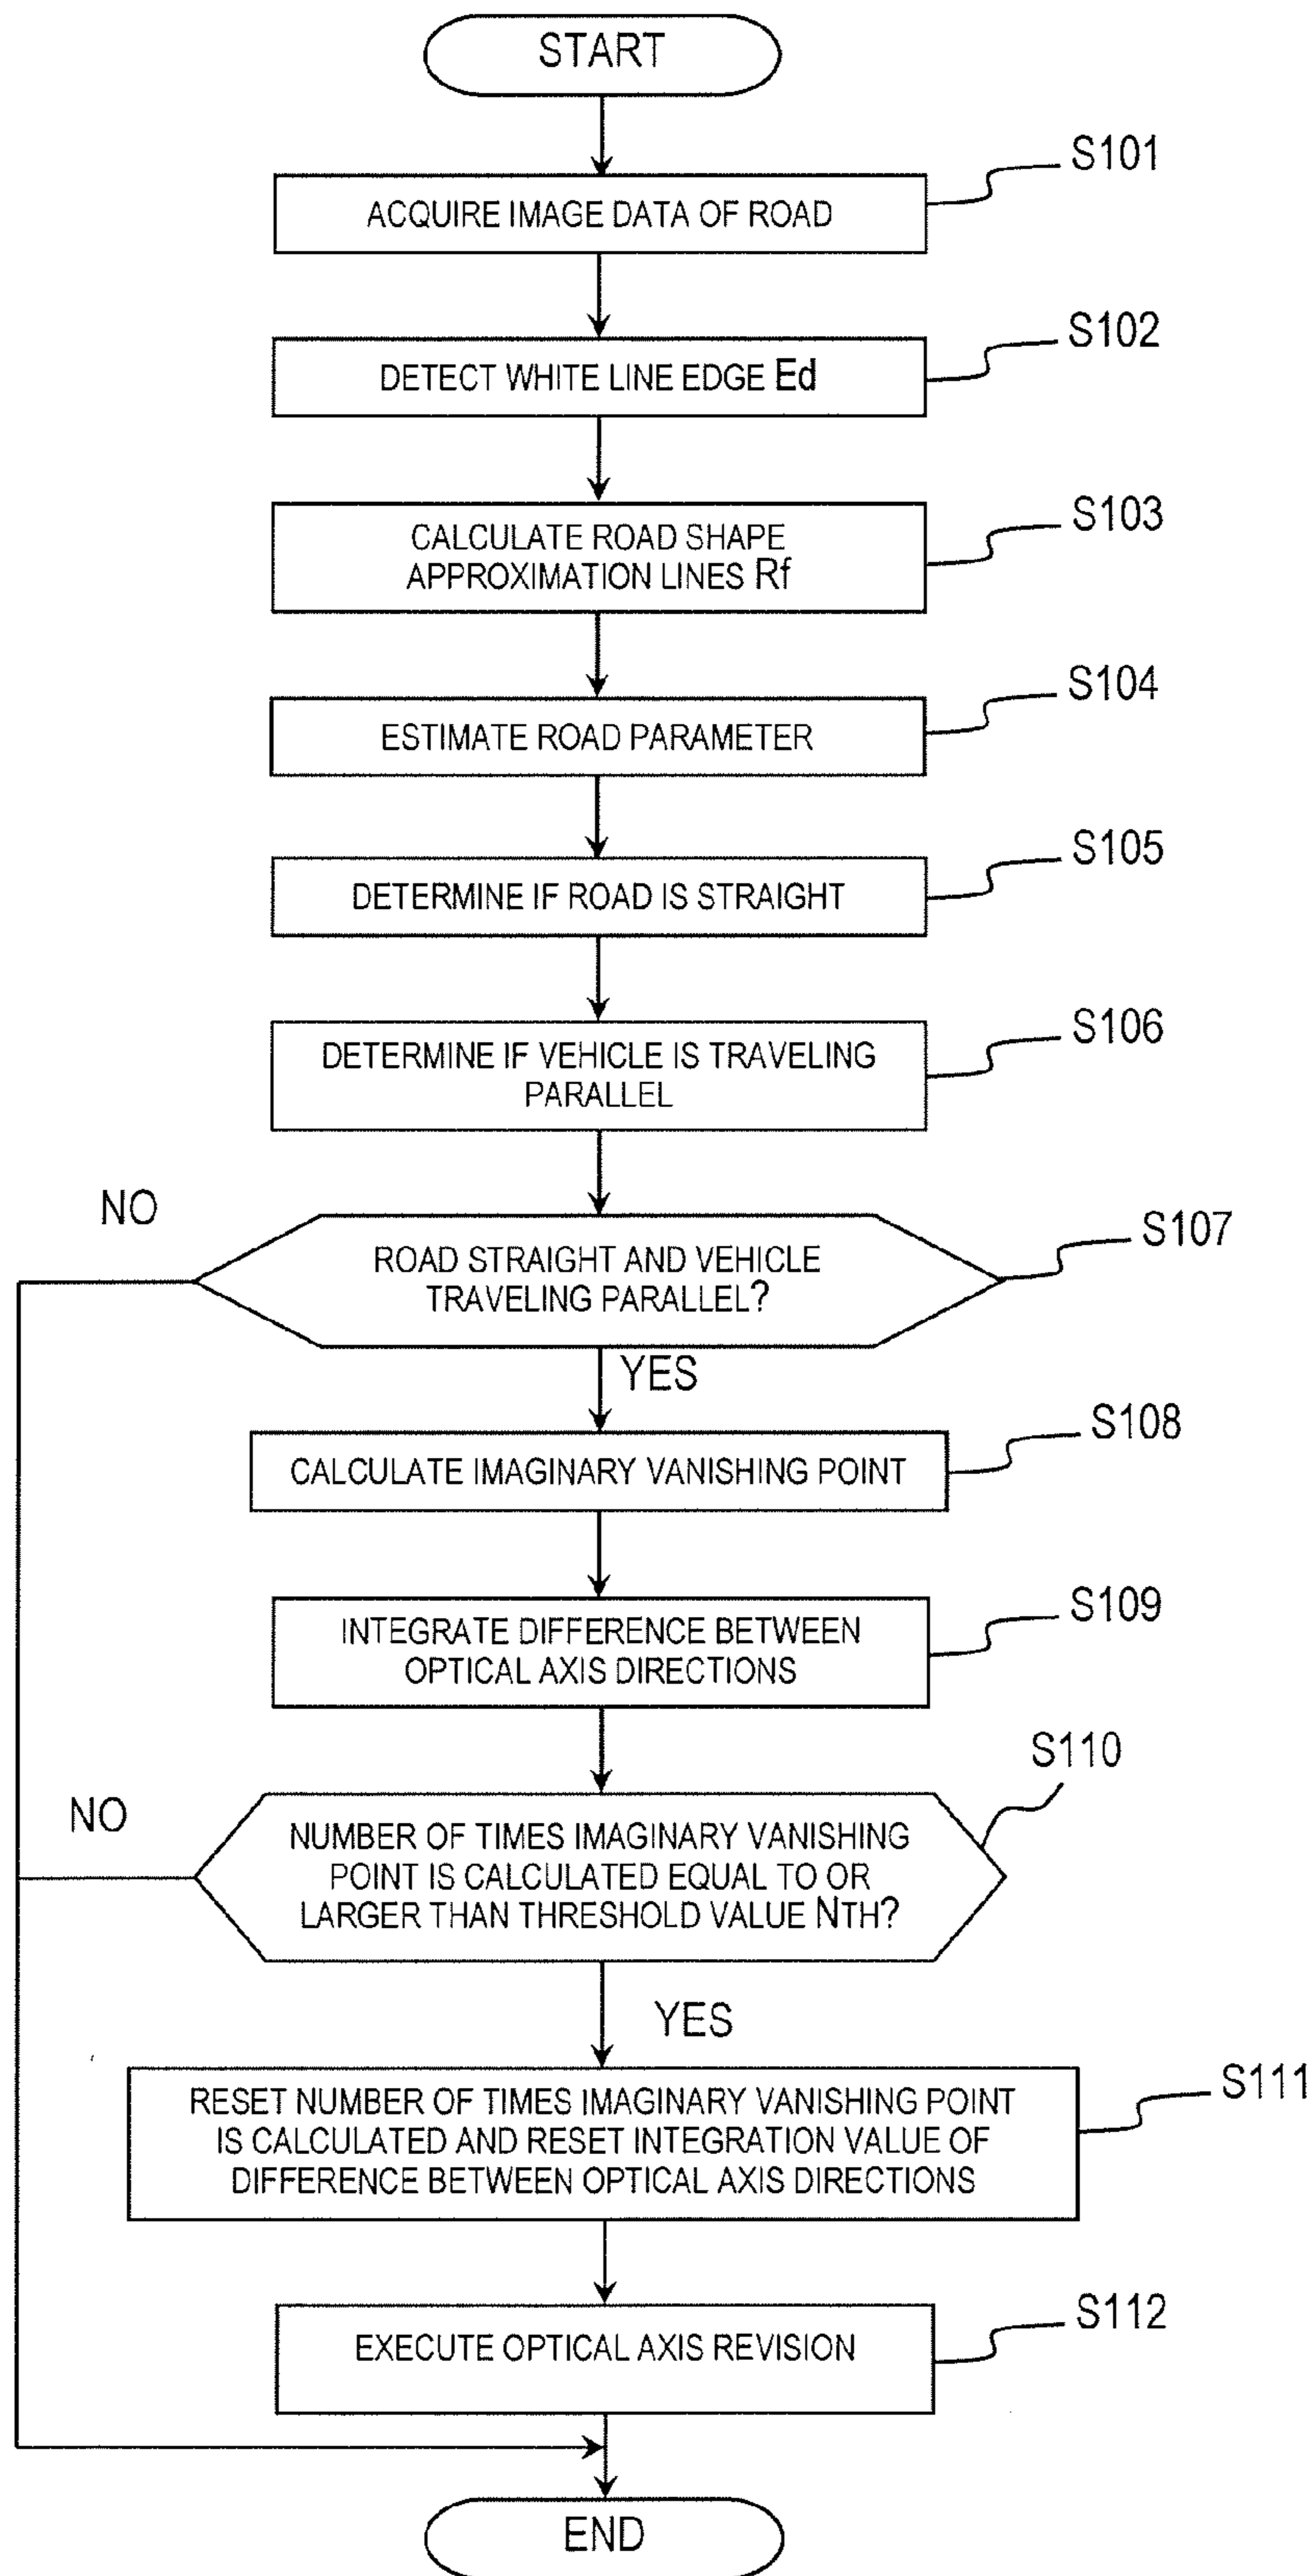 START
S101
ACQUIRE IMAGE DATA OF ROAD
S102
DETECT WHITE LINE EDGE Ed
S103
CALCULATE ROAD SHAPE
APPROXIMATION LINES Rf
S104
ESTIMATE ROAD PARAMETER
S105
DETERMINE IF ROAD IS STRAIGHT
S106
DETERMINE IF VEHICLE IS TRAVELING
PARALLEL
NO
S107
ROAD STRAIGHT AND VEHICLE
TRAVELING PARALLEL?
YES
S108
CALCULATE IMAGINARY VANISHING POINT
S109
INTEGRATE DIFFERENCE BETWEEN
OPTICAL AXIS DIRECTIONS
S110
NO
NUMBER OF TIMES IMAGINARY VANISHING
POINT IS CALCULATED EQUAL TO OR
LARGER THAN THRESHOLD VALUE NTH?
YES
S111
RESET NUMBER OF TIMES IMAGINARY VANISHING POINT
IS CALCULATED AND RESET INTEGRATION VALUE OF
DIFFERENCE BETWEEN OPTICAL AXIS DIRECTIONS
S112
EXECUTE OPTICAL AXIS REVISION
END